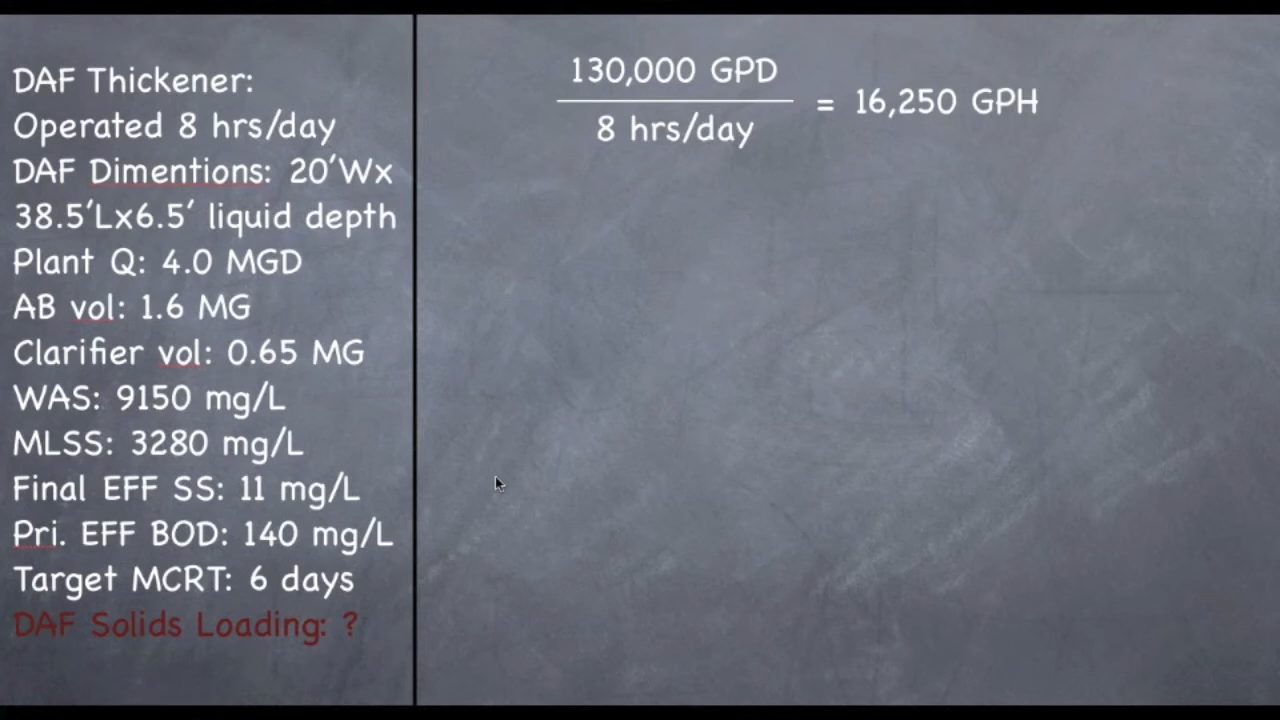 DAF Thickener:
Operated 8 hrs/day
DAF Dimentions: 20'Wx
38.5'Lx6.5' liquid depth
Plant Q: 4.0 MGD
AB vol: 1.6 MG
Clarifier vol: 0.65 MG
WAS: 9150 mg/L
MLSS: 3280 mg/L
Final EFF SS: 11 mg/L
Pri. EFF BOD: 140 mg/L
Target MCRT: 6 days
DAF Solids Loading: ?
130,000 GPD
8 hrs/day
= 16,250 GPH